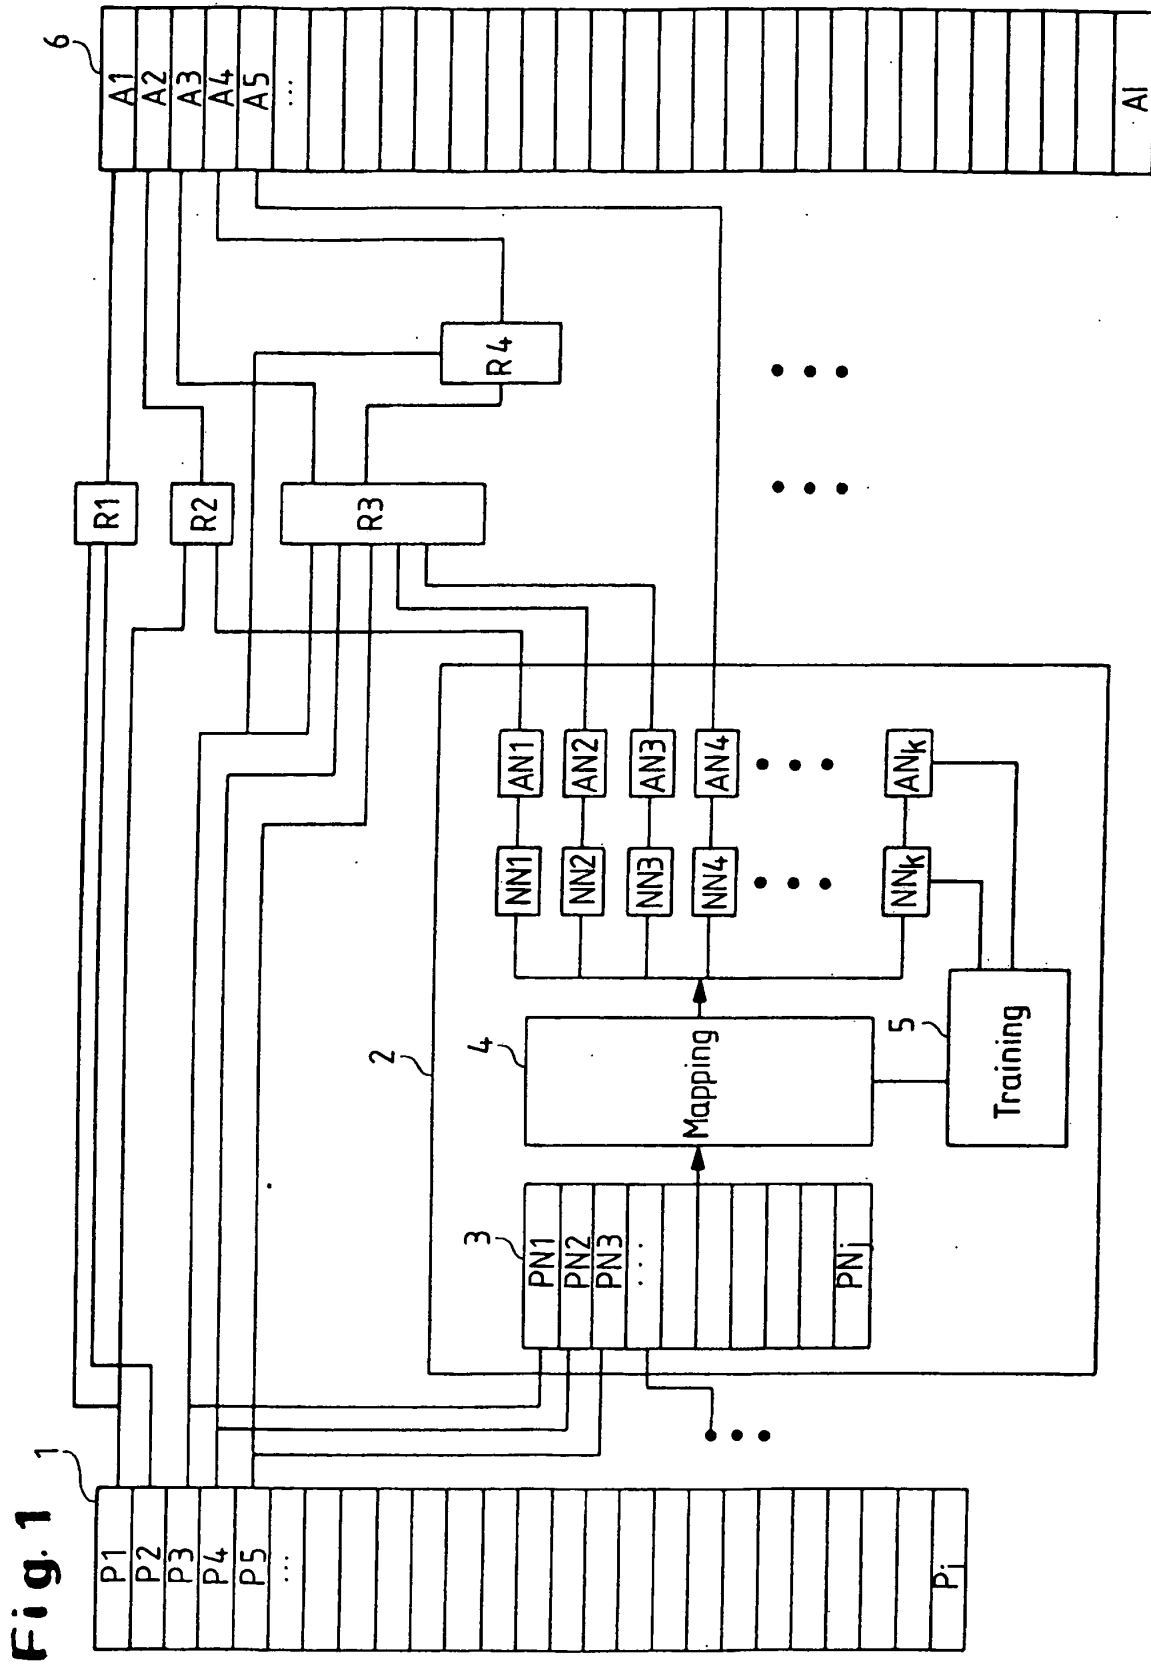 Fig. 1
1
P1
P2
P3
P4
P5
...
Pi
2
3
PN1
PN2
PN3
...
PNj
4
Mapping
5
Training
NN1
NN2
NN3
NN4
NNk
AN1
AN2
AN3
AN4
ANk
R1
R2
R3
R4
6
A1
A2
A3
A4
A5
...
Al